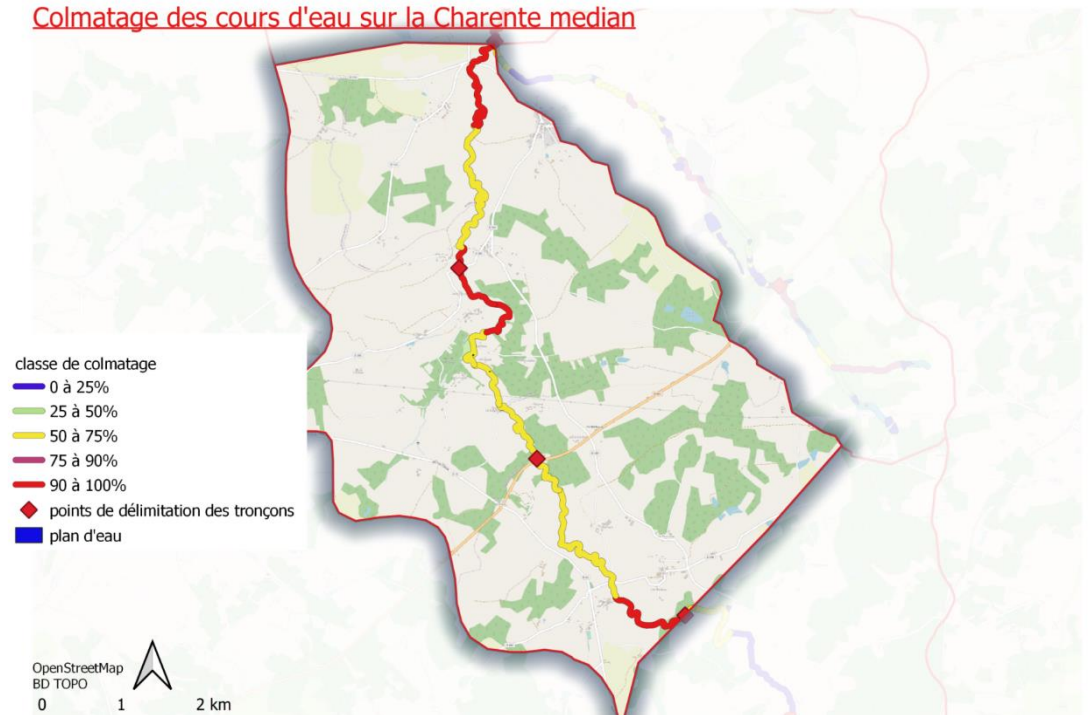 Colmatage des cours d'eau sur la Charente median
classe de colmatage
0 à 25%
25 à 50%
50 à 75%
75 à 90%
90 à 100%
points de délimitation des tronçons
plan d'eau
OpenStreetMap
BD TOPO
0 1 2 km